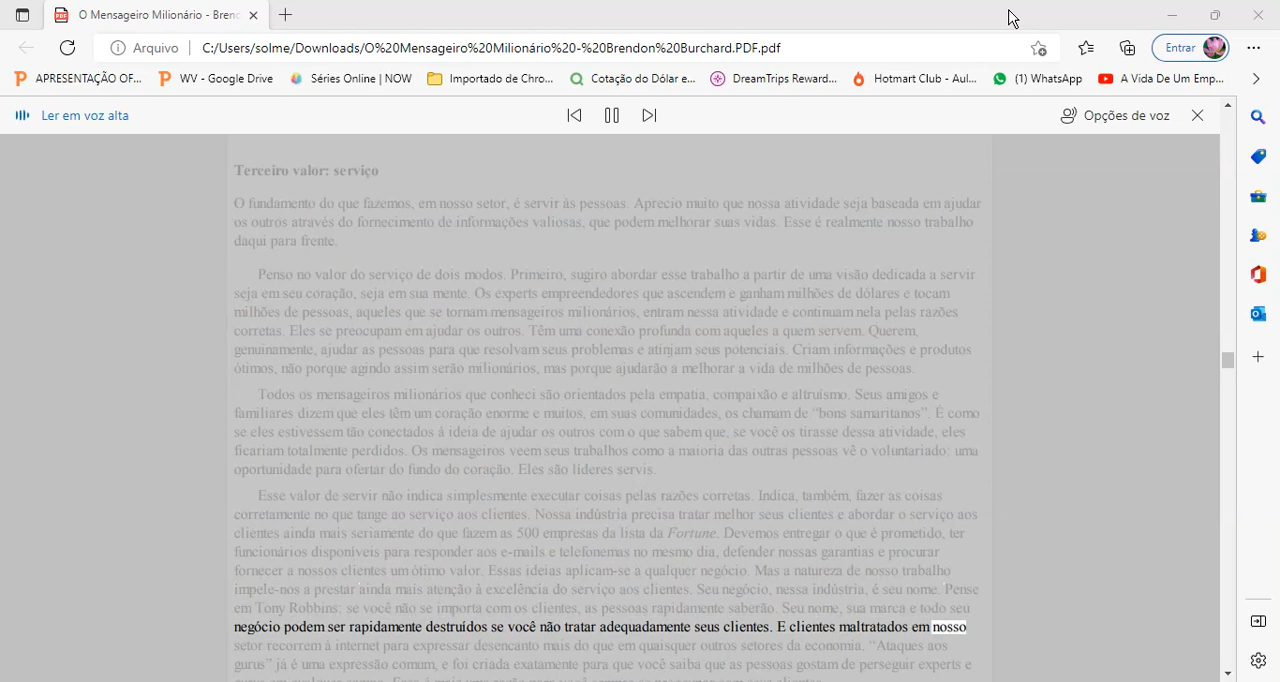 O Mensageiro Milionário - Bren
Arquivo
C:/Users/solme/Downloads/O%20Mensageiro%20Milionário%20-%20Brendon%20Burchard.PDF.pdf
Entrar
APRESENTAÇÃO OF...
WV - Google Drive
Séries Online | NOW
Importado de Chro...
Cotação do Dólar e...
DreamTrips Reward...
Hotmart Club - Aul...
(1) WhatsApp
A Vida De Um Emp...
Ler em voz alta
Opções de voz
Terceiro valor: serviço
O fundamento do que fazemos, em nosso setor, é servir às pessoas. Aprecio muito que nossa atividade seja baseada em ajudar
os outros através do fornecimento de informações valiosas, que podem melhorar suas vidas. Esse é realmente nosso trabalho
daqui para frente.
Penso no valor do serviço de dois modos. Primeiro, sugiro abordar esse trabalho a partir de uma visão dedicada a servir
seja em seu coração, seja em sua mente. Os experts empreendedores que ascendem e ganham milhões de dólares e tocam
milhões de pessoas, aqueles que se tornam mensageiros milionários, entram nessa atividade e continuam nela pelas razões
corretas. Eles se preocupam em ajudar os outros. Têm uma conexão profunda com aqueles a quem servem. Querem,
genuinamente, ajudar as pessoas para que resolvam seus problemas e atinjam seus potenciais. Criam informações e produtos
ótimos, não porque agindo assim serão milionários, mas porque ajudarão a melhorar a vida de milhões de pessoas.
Todos os mensageiros milionários que conheci são orientados pela empatia, compaixão e altruísmo. Seus amigos e
familiares dizem que eles têm um coração enorme e muitos, em suas comunidades, os chamam de “bons samaritanos”. É como
se eles estivessem tão conectados à ideia de ajudar os outros com o que sabem que, se você os tirasse dessa atividade, eles
ficariam totalmente perdidos. Os mensageiros veem seus trabalhos como a maioria das outras pessoas vê o voluntariado: uma
oportunidade para ofertar do fundo do coração. Eles são líderes servis.
Esse valor de servir não indica simplesmente executar coisas pelas razões corretas. Indica, também, fazer as coisas
corretamente no que tange ao serviço aos clientes. Nossa indústria precisa tratar melhor seus clientes e abordar o serviço aos
clientes ainda mais seriamente do que fazem as 500 empresas da lista da Fortune. Devemos entregar o que é prometido, ter
funcionários disponíveis para responder aos e-mails e telefonemas no mesmo dia, defender nossas garantias e procurar
fornecer a nossos clientes um ótimo valor. Essas ideias aplicam-se a qualquer negócio. Mas a natureza de nosso trabalho
impele-nos a prestar ainda mais atenção à excelência do serviço aos clientes. Seu negócio, nessa indústria, é seu nome. Pense
em Tony Robbins: se você não se importa com os clientes, as pessoas rapidamente saberão. Seu nome, sua marca e todo seu
negócio podem ser rapidamente destruídos se você não tratar adequadamente seus clientes. E clientes maltratados em nosso
setor recorrem à internet para expressar desencanto mais do que em quaisquer outros setores da economia. “Ataques aos
gurus” já é uma expressão comum, e foi criada exatamente para que você saiba que as pessoas gostam de perseguir experts e